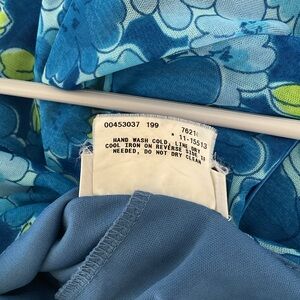 00453037 199 7621
* 11-15513
HAND WASH COLD, LINE DRY
COOL IRON ON REVERSE SIDE IF
NEEDED, DO NOT DRY CLEAN